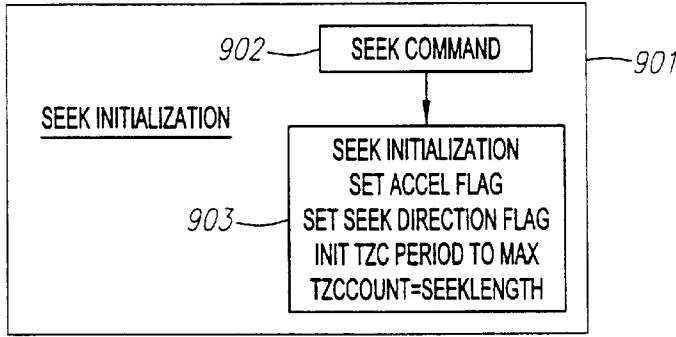 902
SEEK COMMAND
901
SEEK INITIALIZATION
SEEK INITIALIZATION
SET ACCEL FLAG
903
SET SEEK DIRECTION FLAG
INIT TZC PERIOD TO MAX
TZCCOUNT=SEEKLENGTH